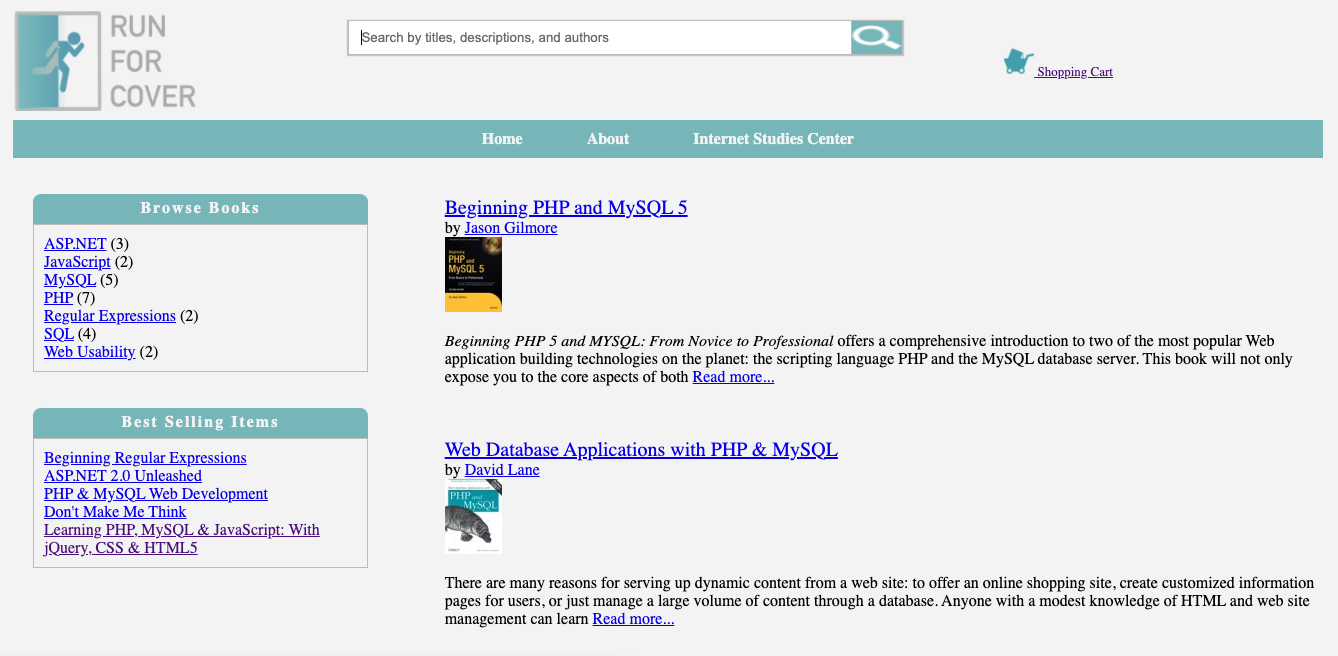 RUN
FOR
COVER
Search by titles, descriptions, and authors
Shopping Cart
Home About Internet Studies Center
Browse Books
ASP.NET (3)
JavaScript (2)
MySQL (5)
PHP (7)
Regular Expressions (2)
SQL (4)
Web Usability (2)
Best Selling Items
Beginning Regular Expressions
ASP.NET 2.0 Unleashed
PHP & MySQL Web Development
Don't Make Me Think
Learning PHP, MySQL & JavaScript: With
jQuery, CSS & HTML5
Beginning PHP and MySQL 5
by Jason Gilmore
Beginning
PHP and
MySQL 5
From Novice to Professional
Beginning PHP 5 and MYSQL: From Novice to Professional offers a comprehensive introduction to two of the most popular Web
application building technologies on the planet: the scripting language PHP and the MySQL database server. This book will not only
expose you to the core aspects of both Read more...
Web Database Applications with PHP & MySQL
by David Lane
PHP and
MySQL
There are many reasons for serving up dynamic content from a web site: to offer an online shopping site, create customized information
pages for users, or just manage a large volume of content through a database. Anyone with a modest knowledge of HTML and web site
management can learn Read more...